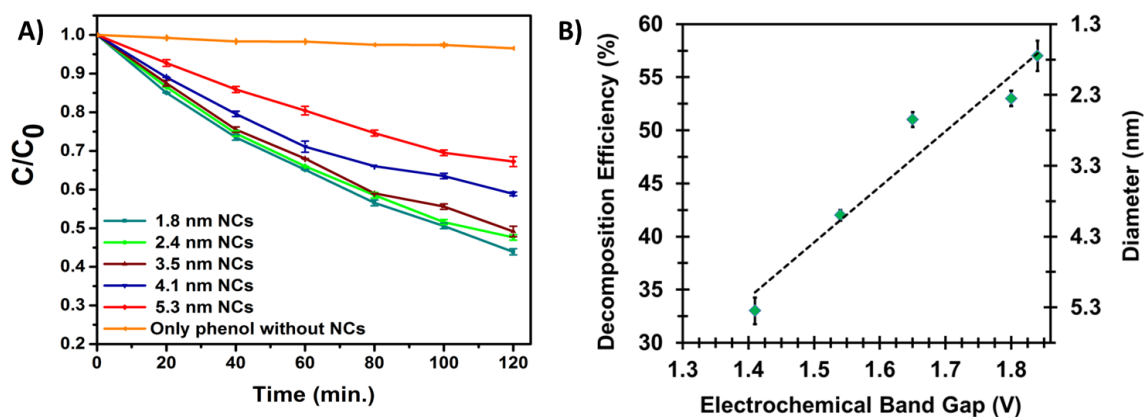 A)
C/C0
1.0
0.9
0.8
0.7
0.6
0.5
0.4
0.3
0.2
1.8 nm NCs
2.4 nm NCs
3.5 nm NCs
4.1 nm NCs
5.3 nm NCs
Only phenol without NCs
0 20 40 60 80 100 120
Time (min.)
B)
Decomposition Efficiency (%)
60
55
50
45
40
35
30
1.3
2.3
3.3
4.3
5.3
Diameter (nm)
1.3 1.4 1.5 1.6 1.7 1.8
Electrochemical Band Gap (V)